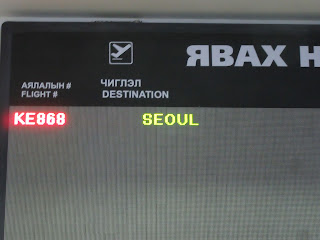 ЯВАХ Н
АЯЛАЛЫН #
FLIGHT #
ЧИГЛЭЛ
DESTINATION
KE868 SEOUL